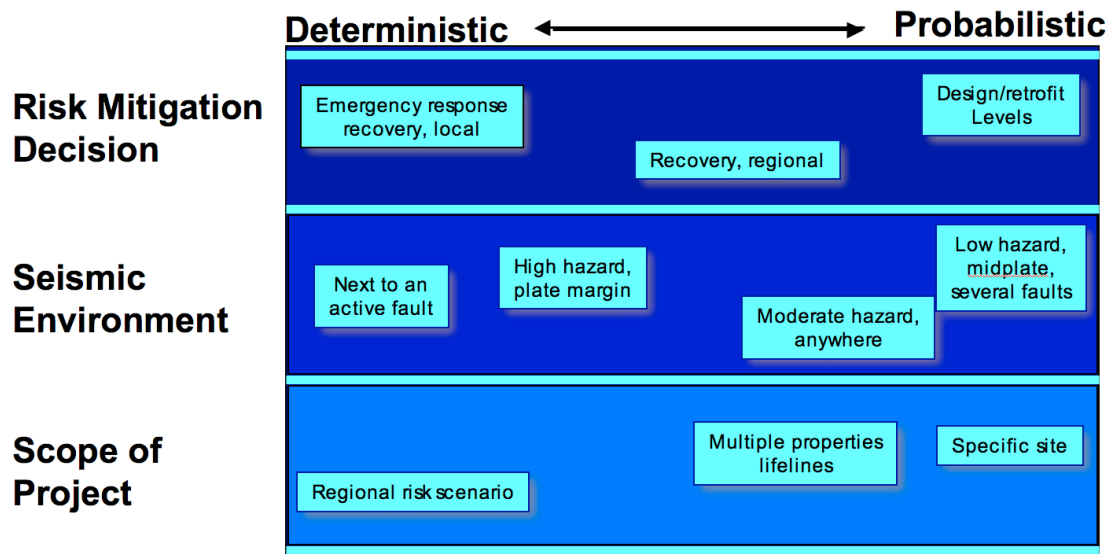 Deterministic
Probabilistic
Risk Mitigation
Decision
Emergency response
recovery, local
Recovery, regional
Design/retrofit
Levels
Seismic
Environment
Next to an
active fault
High hazard,
plate margin
Moderate hazard,
anywhere
Low hazard,
midplate,
several faults
Scope of
Project
Regional risk scenario
Multiple properties
lifelines
Specific site